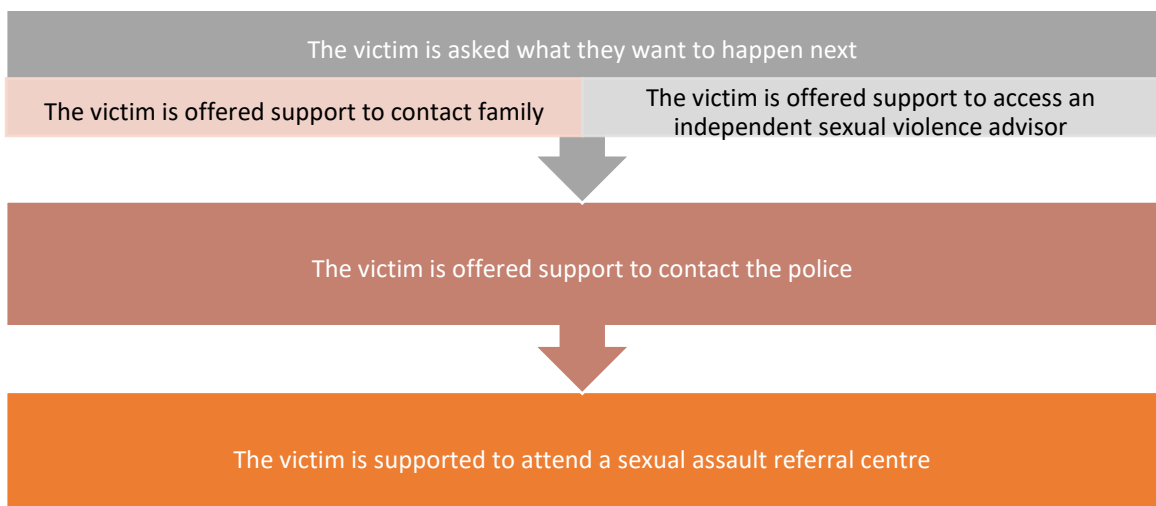 The victim is asked what they want to happen next
The victim is offered support to contact family
The victim is offered support to access an
independent sexual violence advisor
The victim is offered support to contact the police
The victim is supported to attend a sexual assault referral centre